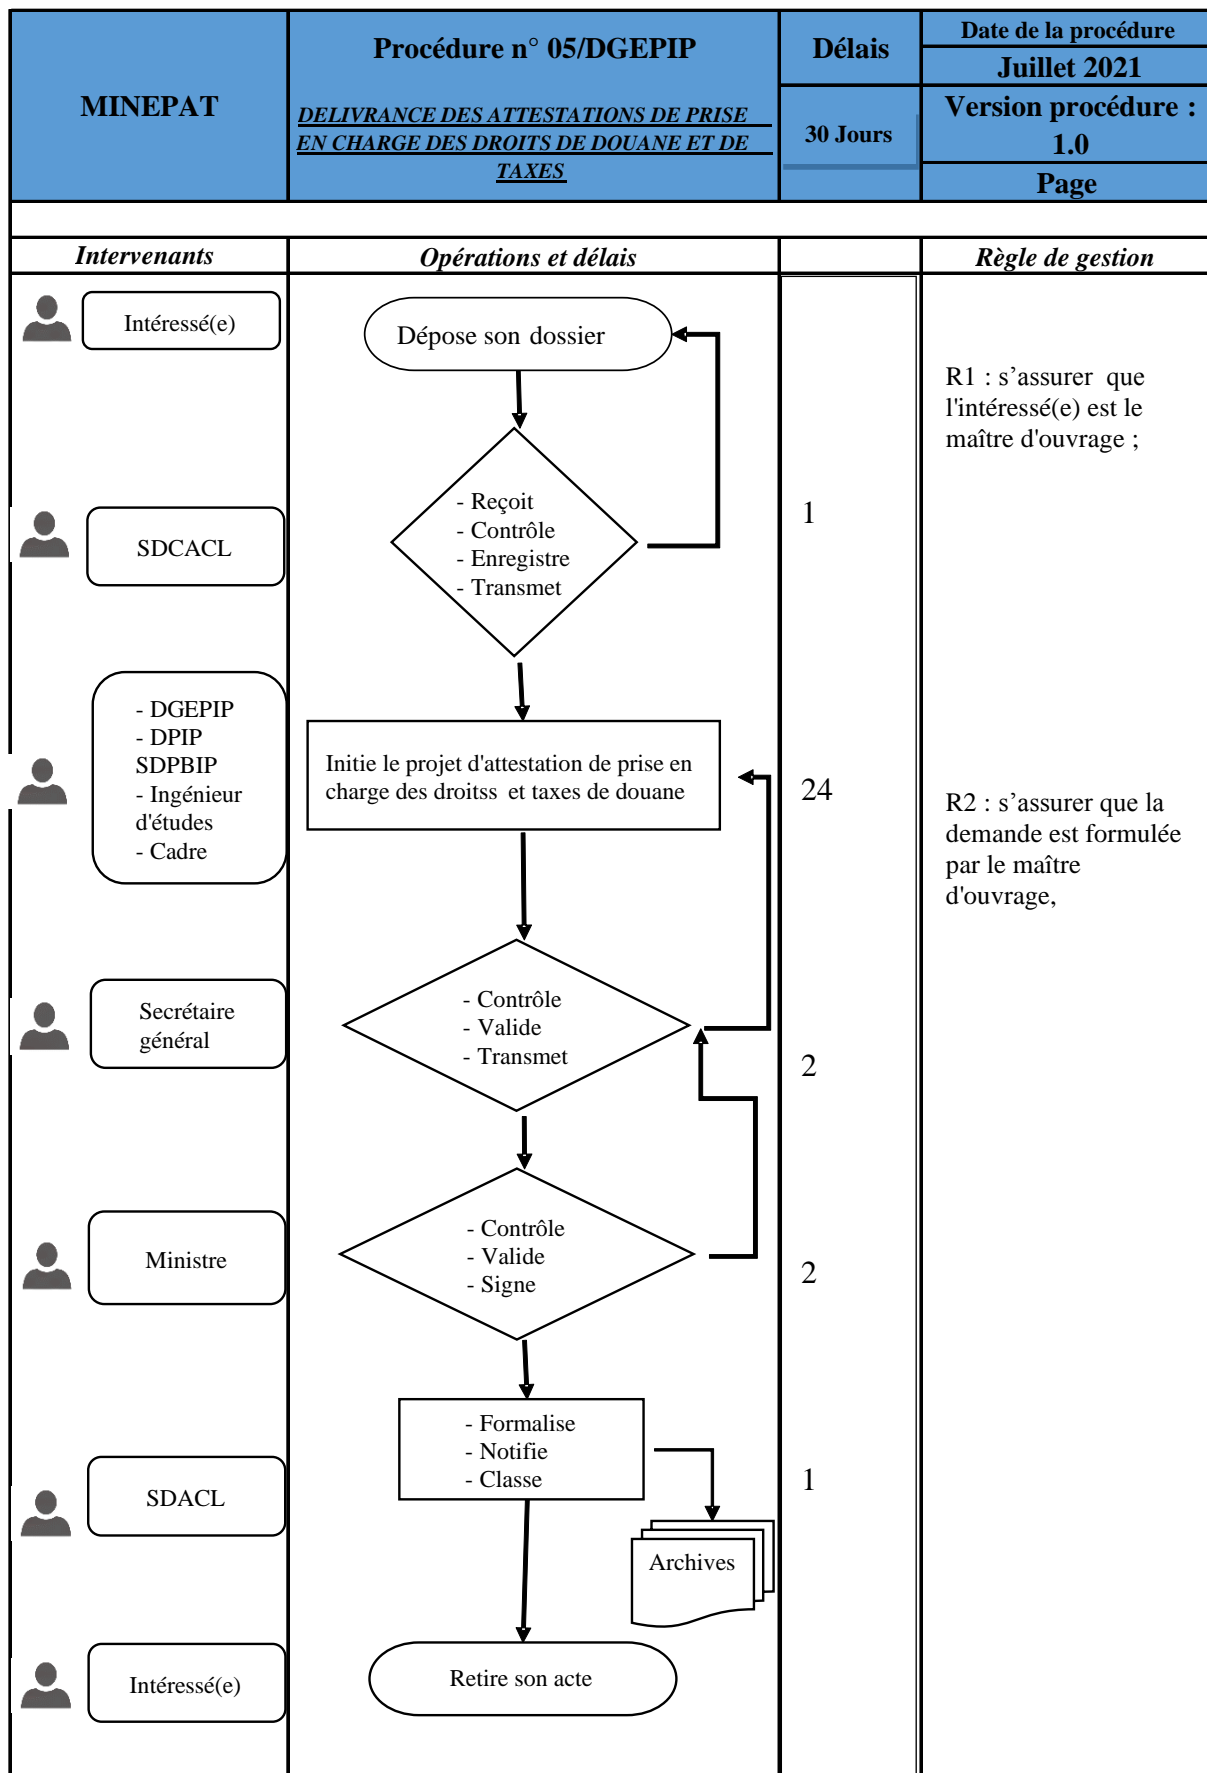 MINEPAT
Procédure n° 05/DGEPIP
DELIVRANCE DES ATTESTATIONS DE PRISE
EN CHARGE DES DROITS DE DOUANE ET DE
TAXES
Délais
30 Jours
Date de la procédure
Juillet 2021
Version procédure :
1.0
Page
Intervenants
Opérations et délais
Règle de gestion
Intéressé(e)
Dépose son dossier
R1 : s’assurer que
l'intéressé(e) est le
maître d'ouvrage ;
SDCACL
- Reçoit
- Contrôle
- Enregistre
- Transmet
1
- DGEPIP
- DPIP
SDPBIP
- Ingénieur
d'études
- Cadre
Initie le projet d'attestation de prise en
charge des droitss et taxes de douane
24
R2 : s’assurer que la
demande est formulée
par le maître
d'ouvrage,
Secrétaire
général
- Contrôle
- Valide
- Transmet
2
Ministre
- Contrôle
- Valide
- Signe
2
SDACL
- Formalise
- Notifie
- Classe
1
Archives
Intéressé(e)
Retire son acte